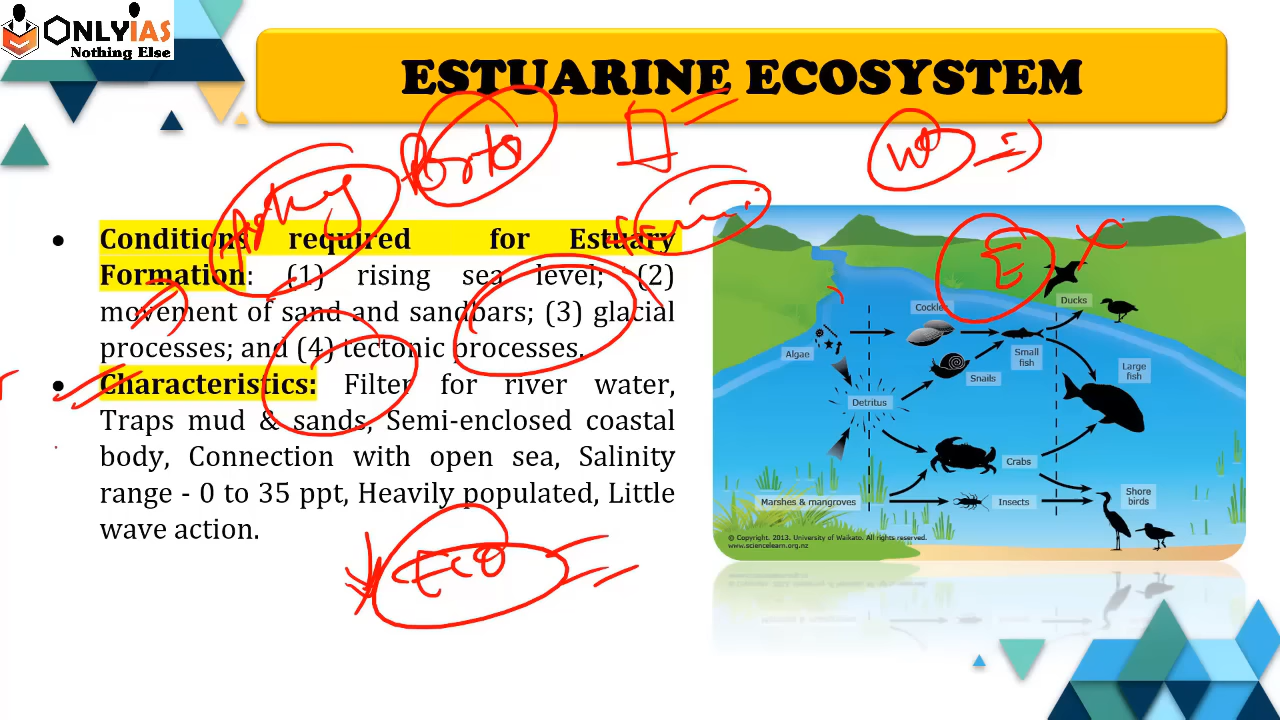 ONLYIAS
Nothing Else
ESTUARINE ECOSYSTEM
Ports
• Conditions required for Estuary
Formation: (1) rising sea level; (2)
movement of sand and sandbars; (3) glacial
processes; and (4) tectonic processes.
• Characteristics: Filter for river water,
Traps mud & sands, Semi-enclosed coastal
body, Connection with open sea, Salinity
range - 0 to 35 ppt, Heavily populated, Little
wave action.
Eco
E
Ducks
Cockles
Algae
Small
fish
Large
fish
Snails
Detritus
Crabs
Marshes & mangroves
Insects
Shore
birds
© Copyright. 2013. University of Waikato. All rights reserved.
www.sciencelearn.org.nz